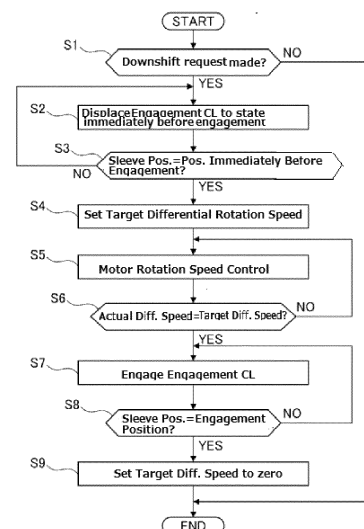 START
S1
Downshift request made?
NO
YES
S2
Displace Engagement CL to state
immediately before engagement
S3
Sleeve Pos.=Pos. Immediately Before
Engagement?
NO
YES
S4
Set Target Differential Rotation Speed
S5
Motor Rotation Speed Control
S6
Actual Diff. Speed=Target Diff. Speed?
NO
YES
S7
Engage Engagement CL
S8
Sleeve Pos.=Engagement
Position?
NO
YES
S9
Set Target Diff. Speed to zero
END